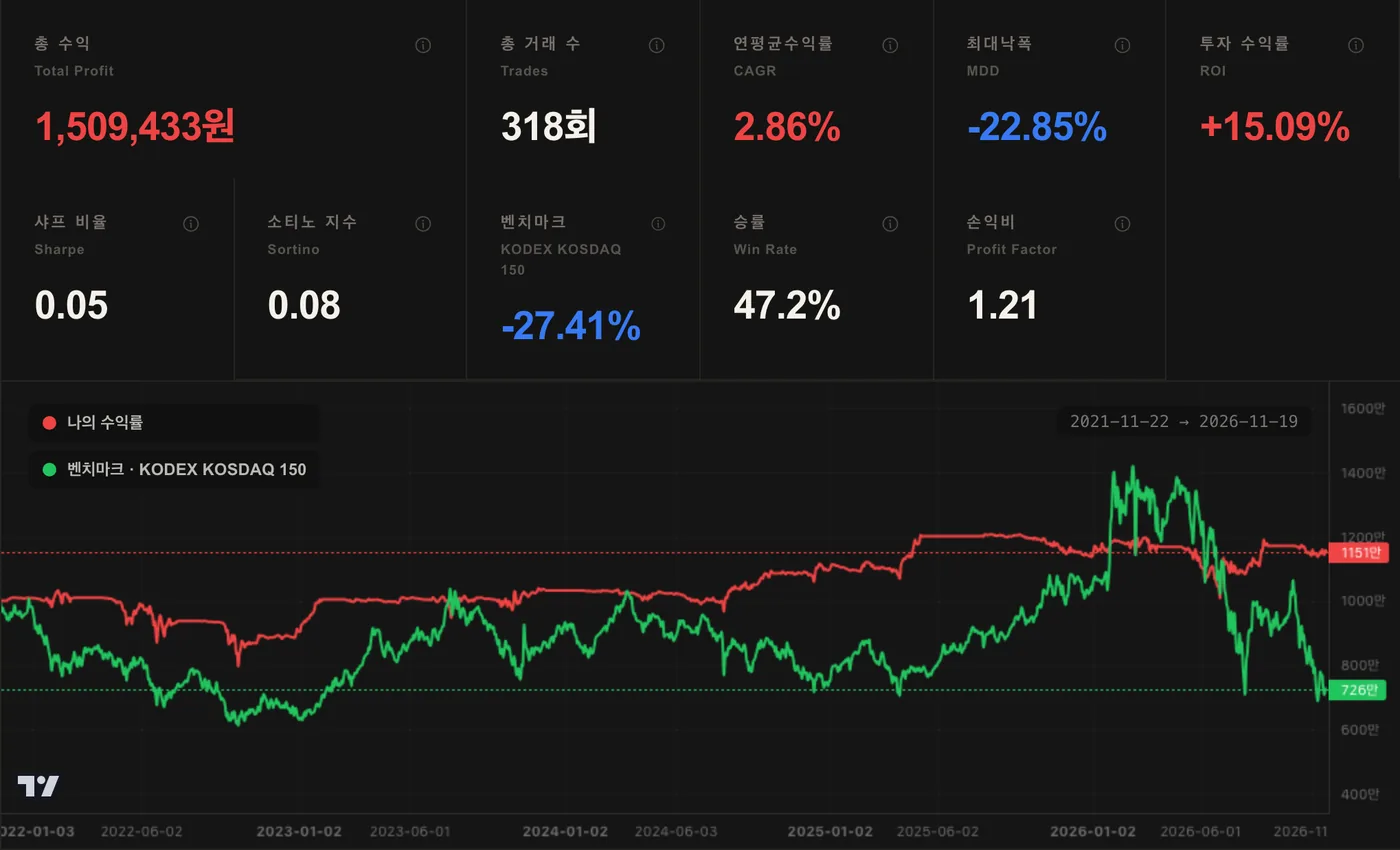 총 수익
Total Profit
1,509,433원
총 거래 수
Trades
318회
연평균수익률
CAGR
2.86%
최대낙폭
MDD
-22.85%
투자 수익률
ROI
+15.09%
샤프 비율
Sharpe
0.05
소티노 지수
Sortino
0.08
벤치마크
KODEX KOSDAQ
150
-27.41%
승률
Win Rate
47.2%
손익비
Profit Factor
1.21
나의 수익률
벤치마크 · KODEX KOSDAQ 150
2021-11-22 → 2026-11-19
1600만
1400만
1200만
1151만
1000만
800만
726만
600만
400만
022-01-03
2022-06-02
2023-01-02
2023-06-01
2024-01-02
2024-06-03
2025-01-02
2025-06-02
2026-01-02
2026-06-01
2026-11